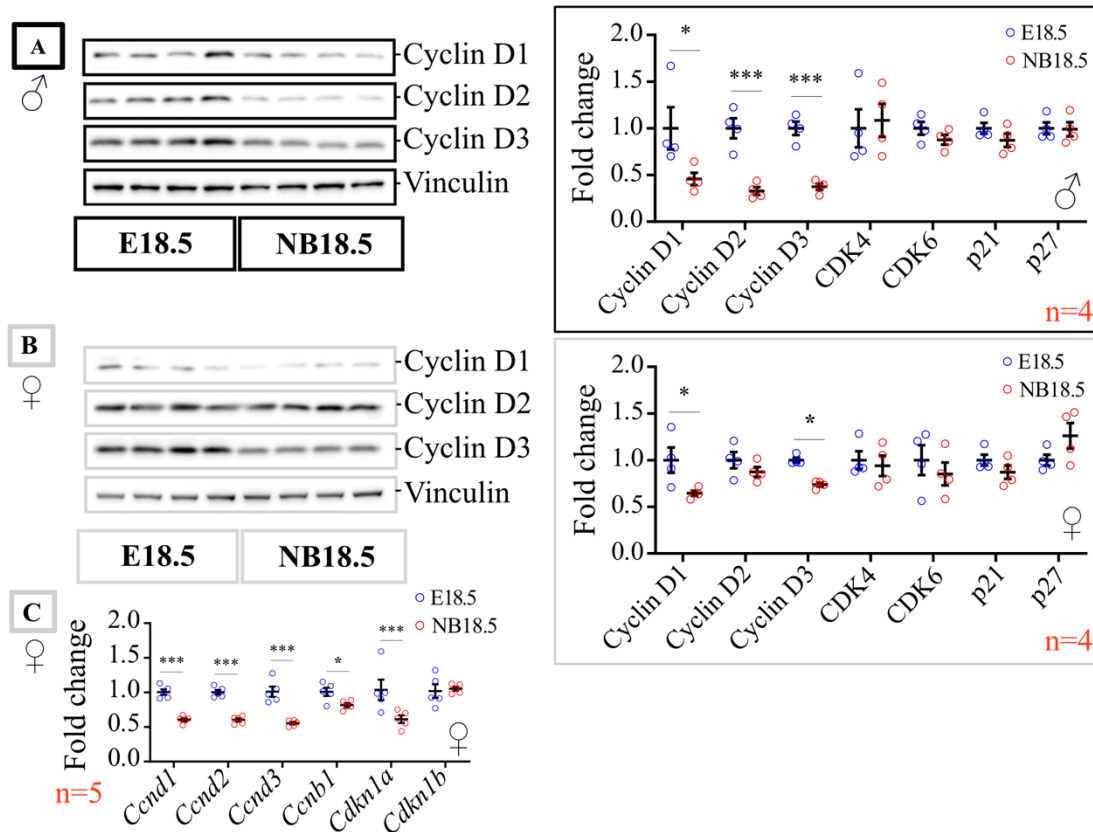 A
♂
Cyclin D1
Cyclin D2
Cyclin D3
Vinculin
E18.5 NB18.5
2.0
1.5
1.0
0.5
0.0
Fold change
E18.5
NB18.5
* *** ***
♂
Cyclin D1 Cyclin D2 Cyclin D3 CDK4 CDK6 p21 p27
n=4
B
♀
Cyclin D1
Cyclin D2
Cyclin D3
Vinculin
E18.5 NB18.5
2.0
1.5
1.0
0.5
0.0
Fold change
E18.5
NB18.5
* *
♀
Cyclin D1 Cyclin D2 Cyclin D3 CDK4 CDK6 p21 p27
n=4
C
♀
2.0
1.5
1.0
0.5
0.0
Fold change
E18.5
NB18.5
*** *** *** * ***
♀
Ccnd1 Ccnd2 Ccnd3 Ccnb1 Cdkn1a Cdkn1b
n=5